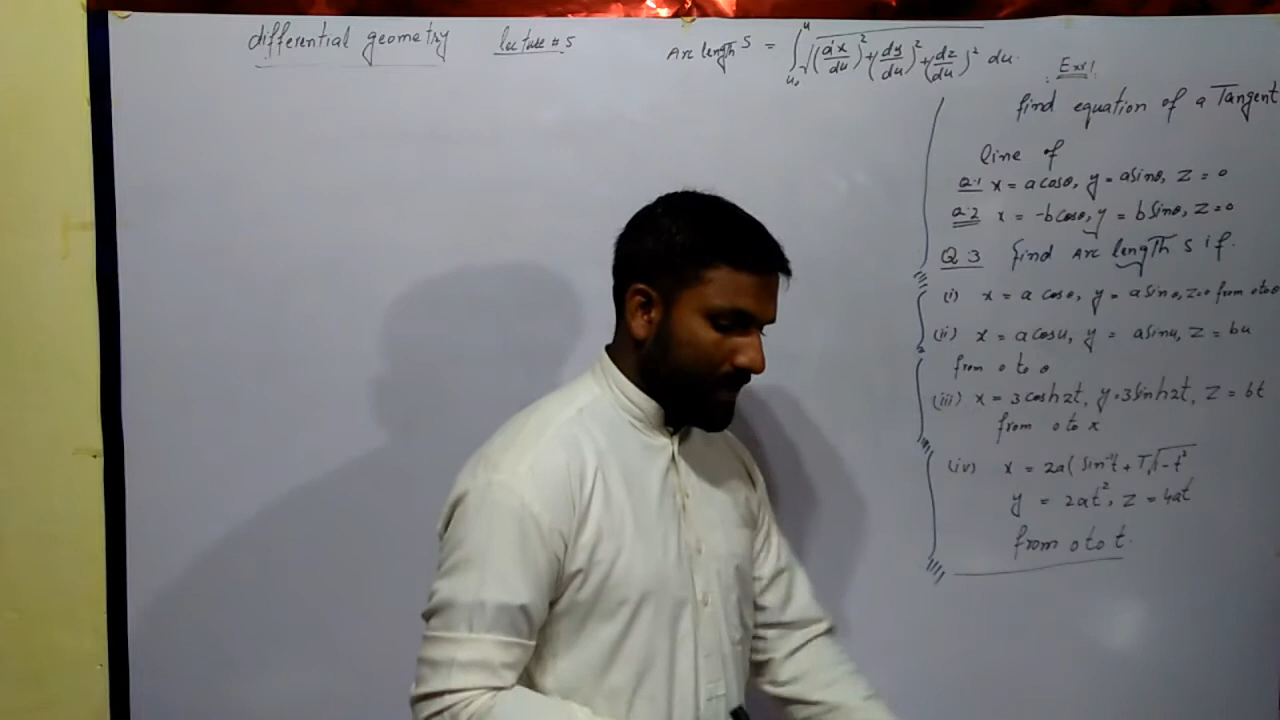 differential geometry lecture # 5
Arc length S = ∫ᵤ₀ᵘ √(dx/du)² + (dy/du)² + (dz/du)² du.
Ex:1
find equation of a Tangent
line of
Q.1 x = a cosθ, y = a sinθ, z = 0
Q.2 x = -b cosθ, y = b sinθ, z = 0
Q.3 find Arc length S if.
(i) x = a cosθ, y = a sinθ, z=0 from 0 to θ
(ii) x = a cosu, y = a sinu, z = bu
from 0 to θ
(iii) x = 3 cosh2t, y = 3 sinh2t, z = 6t
from 0 to x
(iv) x = 2a( sin⁻¹t + T√1-t²
y = 2at², z = 4at
from 0 to t.